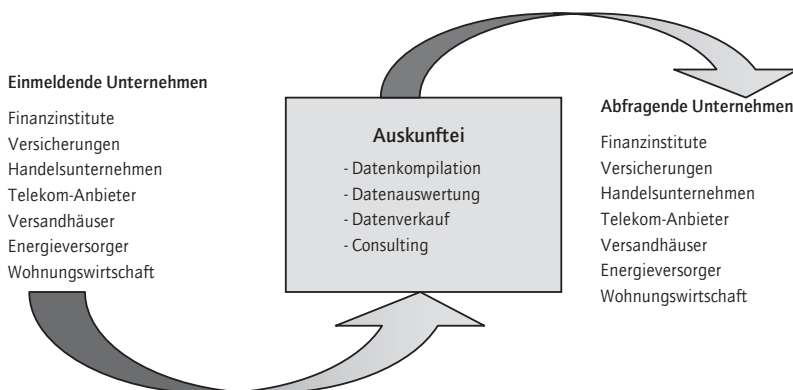 Einmeldende Unternehmen
Finanzinstitute
Versicherungen
Handelsunternehmen
Telekom-Anbieter
Versandhäuser
Energieversorger
Wohnungswirtschaft
Auskunftei
- Datenkompilation
- Datenauswertung
- Datenverkauf
- Consulting
Abfragende Unternehmen
Finanzinstitute
Versicherungen
Handelsunternehmen
Telekom-Anbieter
Versandhäuser
Energieversorger
Wohnungswirtschaft